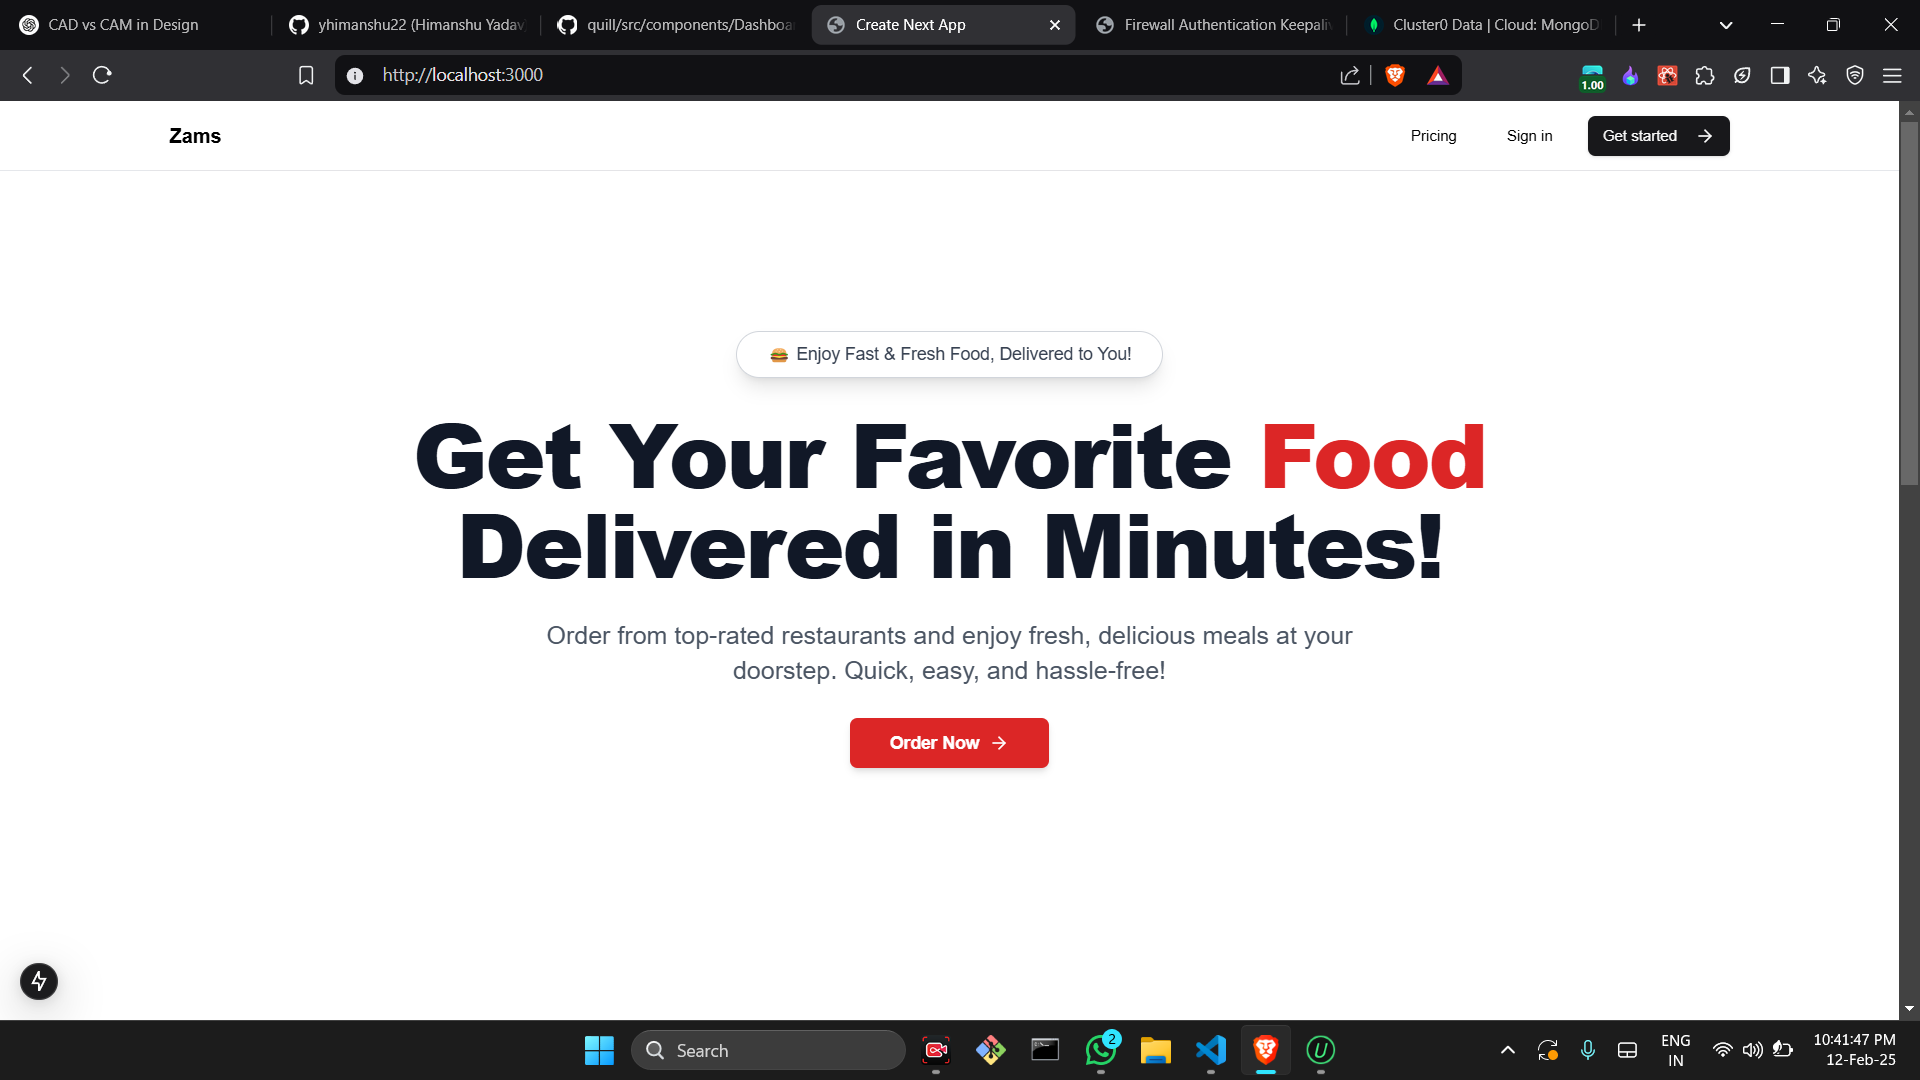 CAD vs CAM in Design
yhimanshu22 (Himanshu Yadav
quill/src/components/Dashboa
Create Next App
Firewall Authentication Keepaliv
Cluster0 Data | Cloud: MongoD
http://localhost:3000
1.00
Zams
Pricing
Sign in
Get started
🍔 Enjoy Fast & Fresh Food, Delivered to You!
Get Your Favorite Food
Delivered in Minutes!
Order from top-rated restaurants and enjoy fresh, delicious meals at your
doorstep. Quick, easy, and hassle-free!
Order Now
Search
2
ENG
IN
10:41:47 PM
12-Feb-25